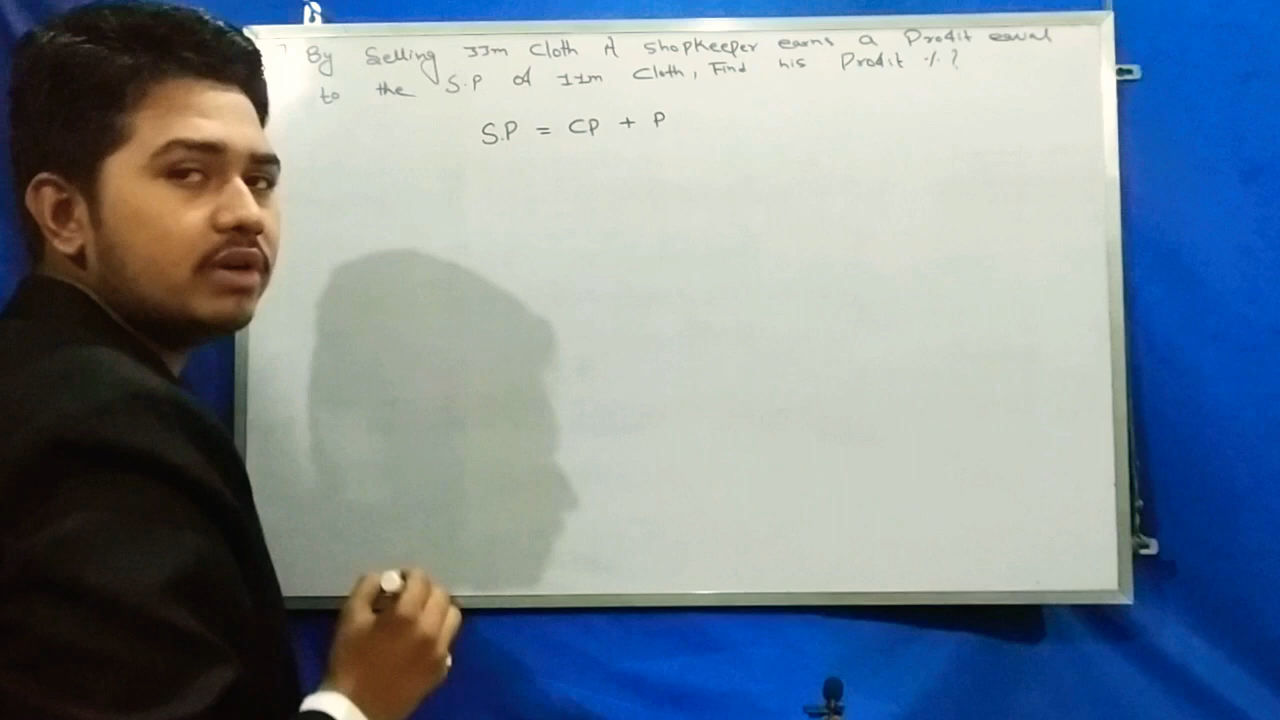 By Selling 33m Cloth A shopkeeper earns a Profit equal
to the S.P of 11m Cloth, Find his Profit %?
S.P = CP + P